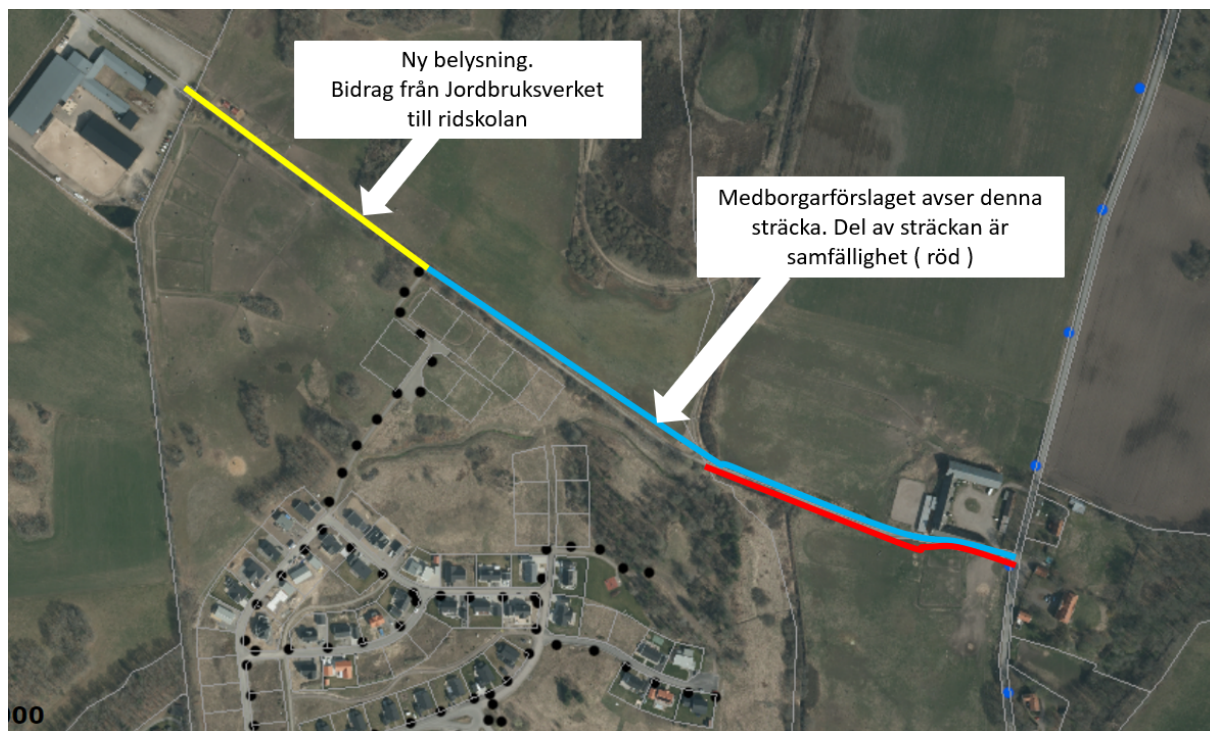 Ny belysning.
Bidrag från Jordbruksverket
till ridskolan
Medborgarförslaget avser denna
sträcka. Del av sträckan är
samfällighet ( röd )
000